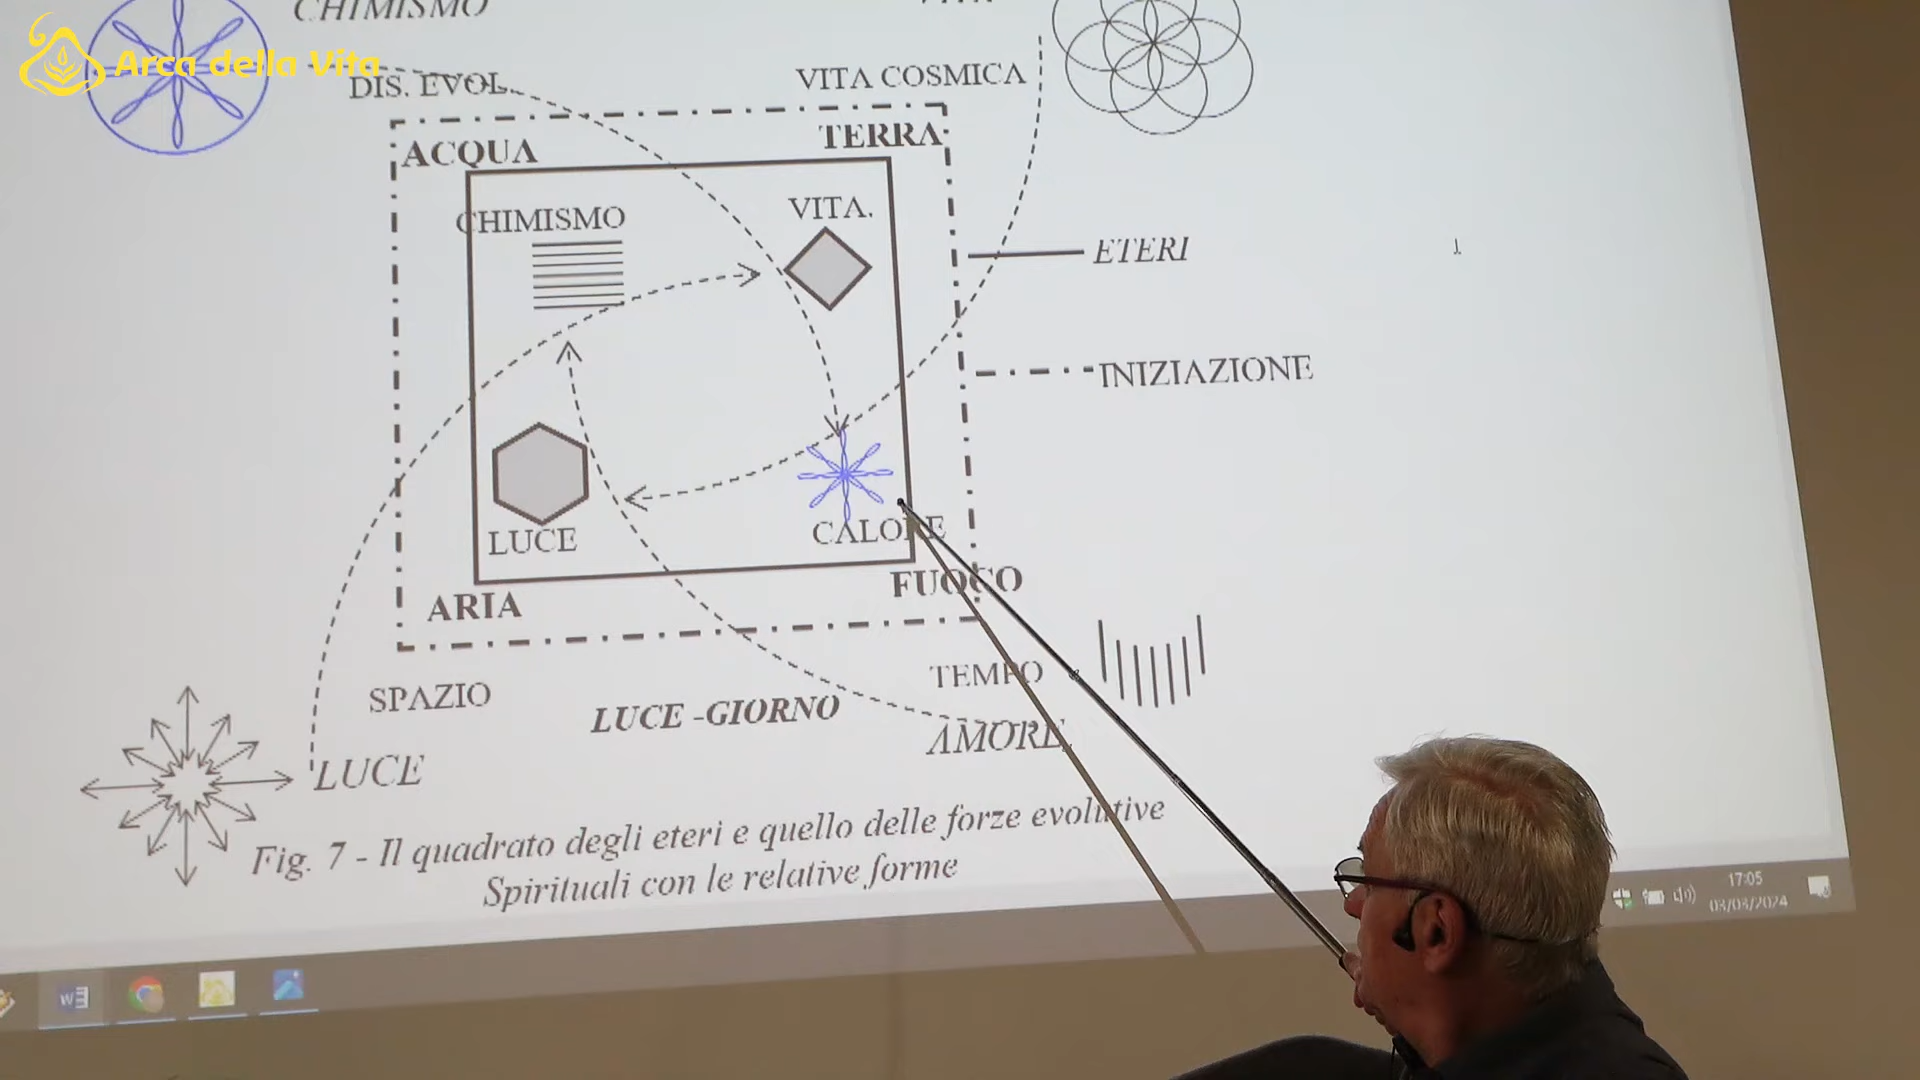 Arca della Vita
CHIMISMO
DIS. EVOL.
VITA COSMICA
ACQUA
TERRA
CHIMISMO
VITA.
ETERI
INIZIAZIONE
LUCE
CALORE
ARIA
FUOCO
SPAZIO
LUCE -GIORNO
TEMPO
AMORE
LUCE
Fig. 7 - Il quadrato degli eteri e quello delle forze evolutive
Spirituali con le relative forme
17:05
03/03/2024